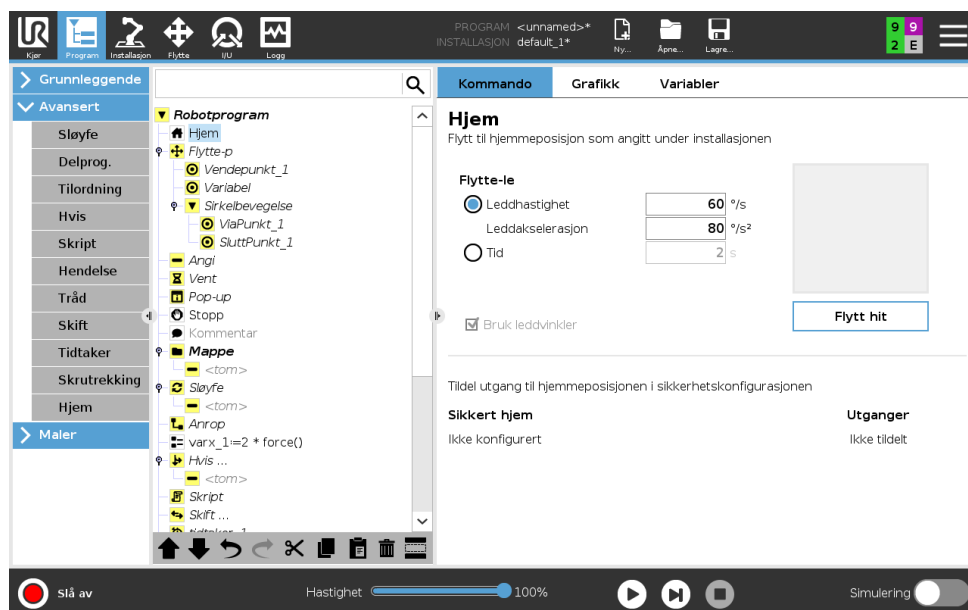 PROGRAM <unnamed>*
INSTALLASJON default_1*
Kjør
Program
Installasjon
Flytte
I/U
Logg
Ny...
Åpne...
Lagre...
9 9
2 E
Grunnleggende
Avansert
Sløyfe
Delprog.
Tilordning
Hvis
Skript
Hendelse
Tråd
Skift
Tidtaker
Skrutrekking
Hjem
Maler
Robotprogram
Hjem
Flytte-p
Vendepunkt_1
Variabel
Sirkelbevegelse
ViaPunkt_1
SluttPunkt_1
Angi
Vent
Pop-up
Stopp
Kommentar
Mappe
<tom>
Sløyfe
<tom>
Anrop
varx_1:=2 * force()
Hvis ...
<tom>
Skript
Skift ...
Kommando
Grafikk
Variabler
Hjem
Flytt til hjemmeposisjon som angitt under installasjonen
Flytte-le
Leddhastighet 60 °/s
Leddakselerasjon 80 °/s²
Tid 2 s
Bruk leddvinkler
Flytt hit
Tildel utgang til hjemmeposisjonen i sikkerhetskonfigurasjonen
Sikkert hjem Utganger
Ikke konfigurert Ikke tildelt
Slå av
Hastighet 100%
Simulering